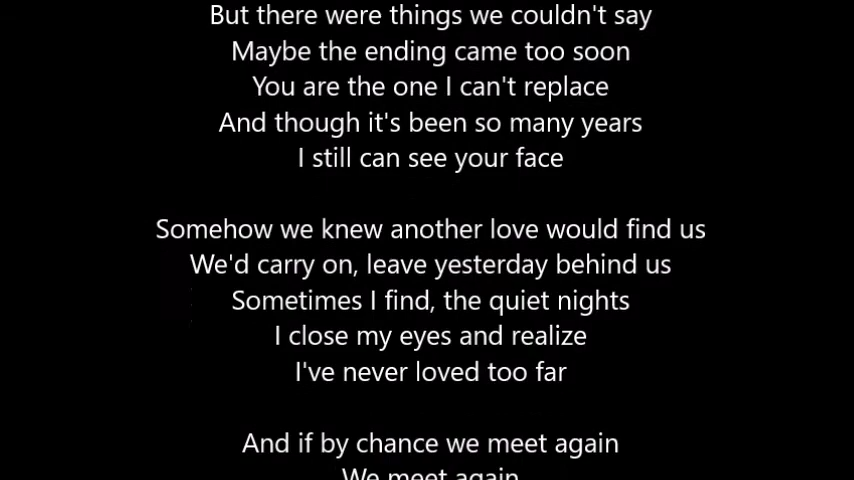 But there were things we couldn't say
Maybe the ending came too soon
You are the one I can't replace
And though it's been so many years
I still can see your face
Somehow we knew another love would find us
We'd carry on, leave yesterday behind us
Sometimes I find, the quiet nights
I close my eyes and realize
I've never loved too far
And if by chance we meet again
We meet again